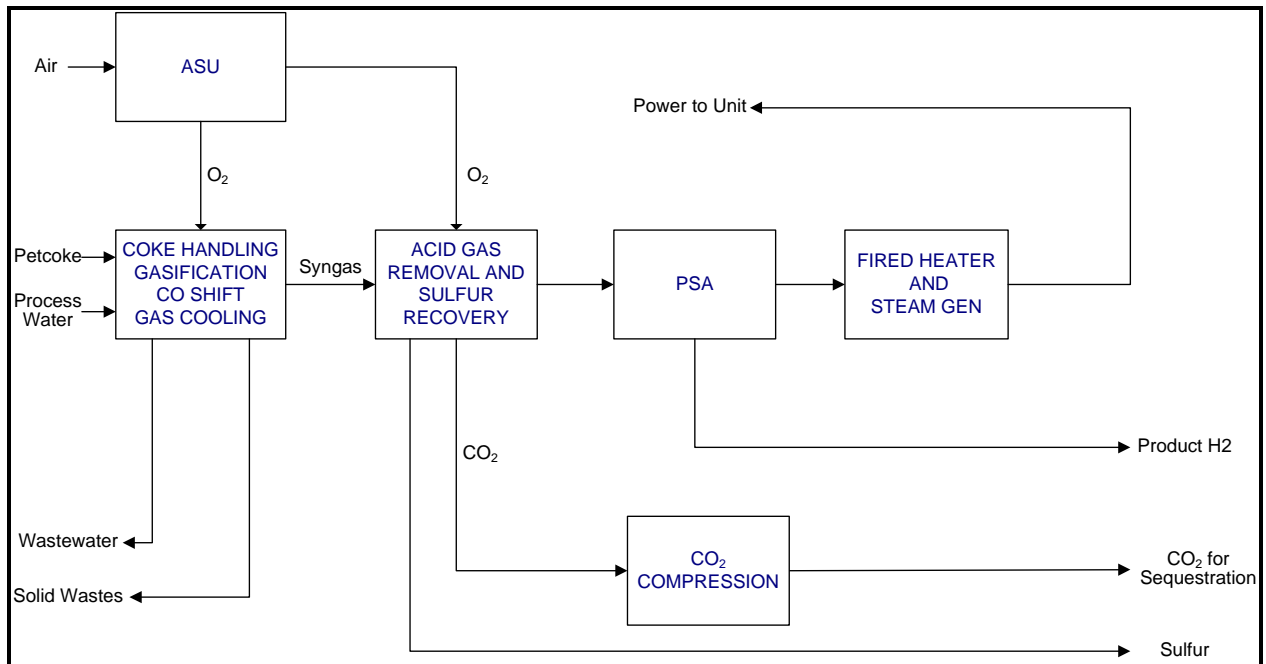 Air
ASU
Power to Unit
O₂
O₂
Petcoke
Process
Water
COKE HANDLING
GASIFICATION
CO SHIFT
GAS COOLING
Syngas
ACID GAS
REMOVAL AND
SULFUR
RECOVERY
PSA
FIRED HEATER
AND
STEAM GEN
CO₂
Product H2
Wastewater
Solid Wastes
CO₂
COMPRESSION
CO₂ for
Sequestration
Sulfur